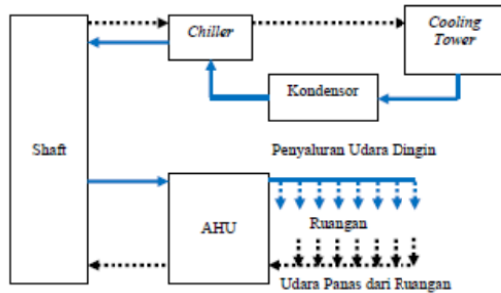 Chiller
Cooling
Tower
Kondensor
Shaft
Penyaluran Udara Dingin
AHU
Ruangan
Udara Panas dari Ruangan